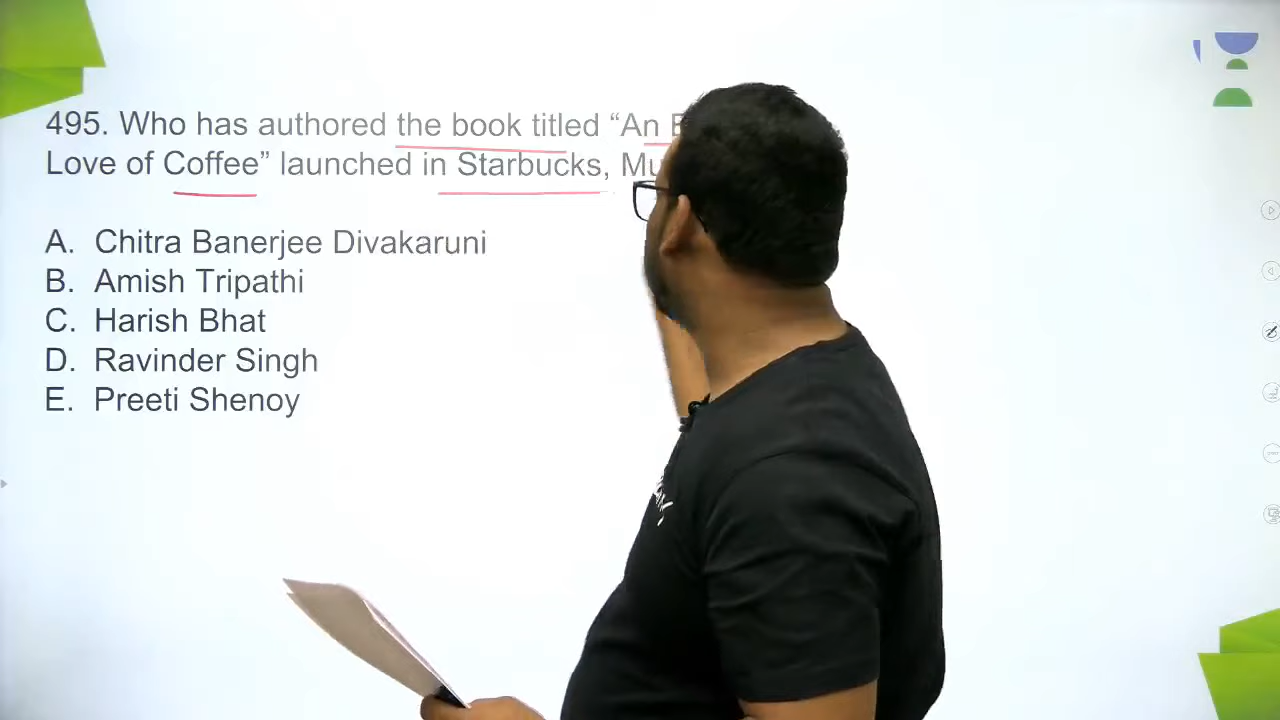 495. Who has authored the book titled “An
Love of Coffee” launched in Starbucks,
A. Chitra Banerjee Divakaruni
B. Amish Tripathi
C. Harish Bhat
D. Ravinder Singh
E. Preeti Shenoy